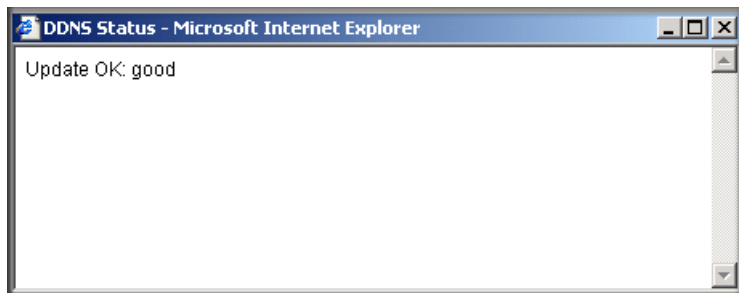 DDNS Status - Microsoft Internet Explorer
Update OK: good